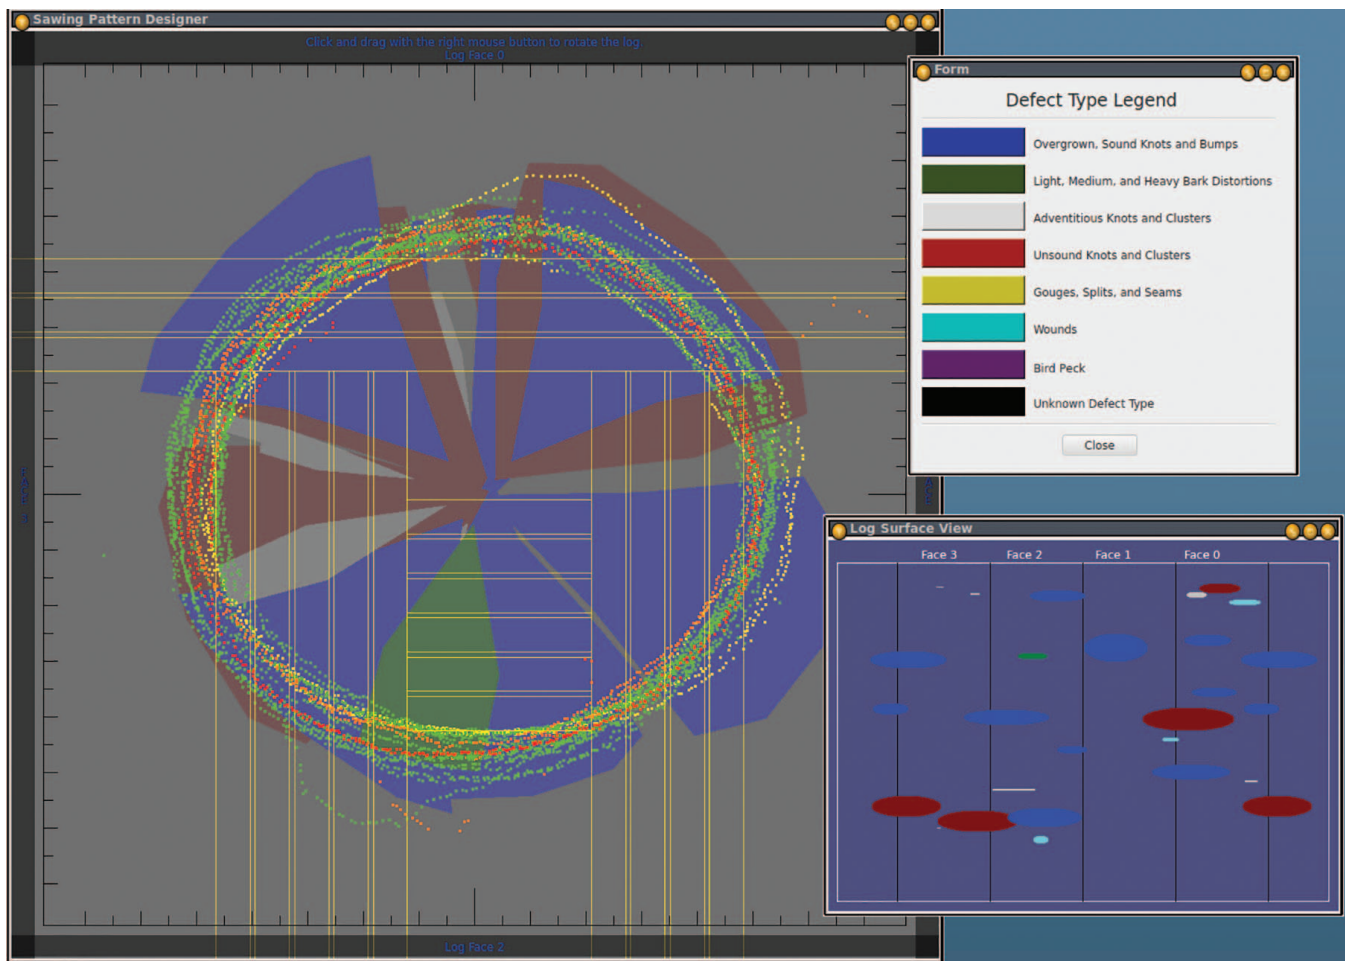 Sawing Pattern Designer
Click and drag with the right mouse button to rotate the log.
Log Face 0
Log Face 2
Form
Defect Type Legend
Overgrown, Sound Knots and Bumps
Light, Medium, and Heavy Bark Distortions
Adventitious Knots and Clusters
Unsound Knots and Clusters
Gouges, Splits, and Seams
Wounds
Bird Peck
Unknown Defect Type
Close
Log Surface View
Face 3 Face 2 Face 1 Face 0